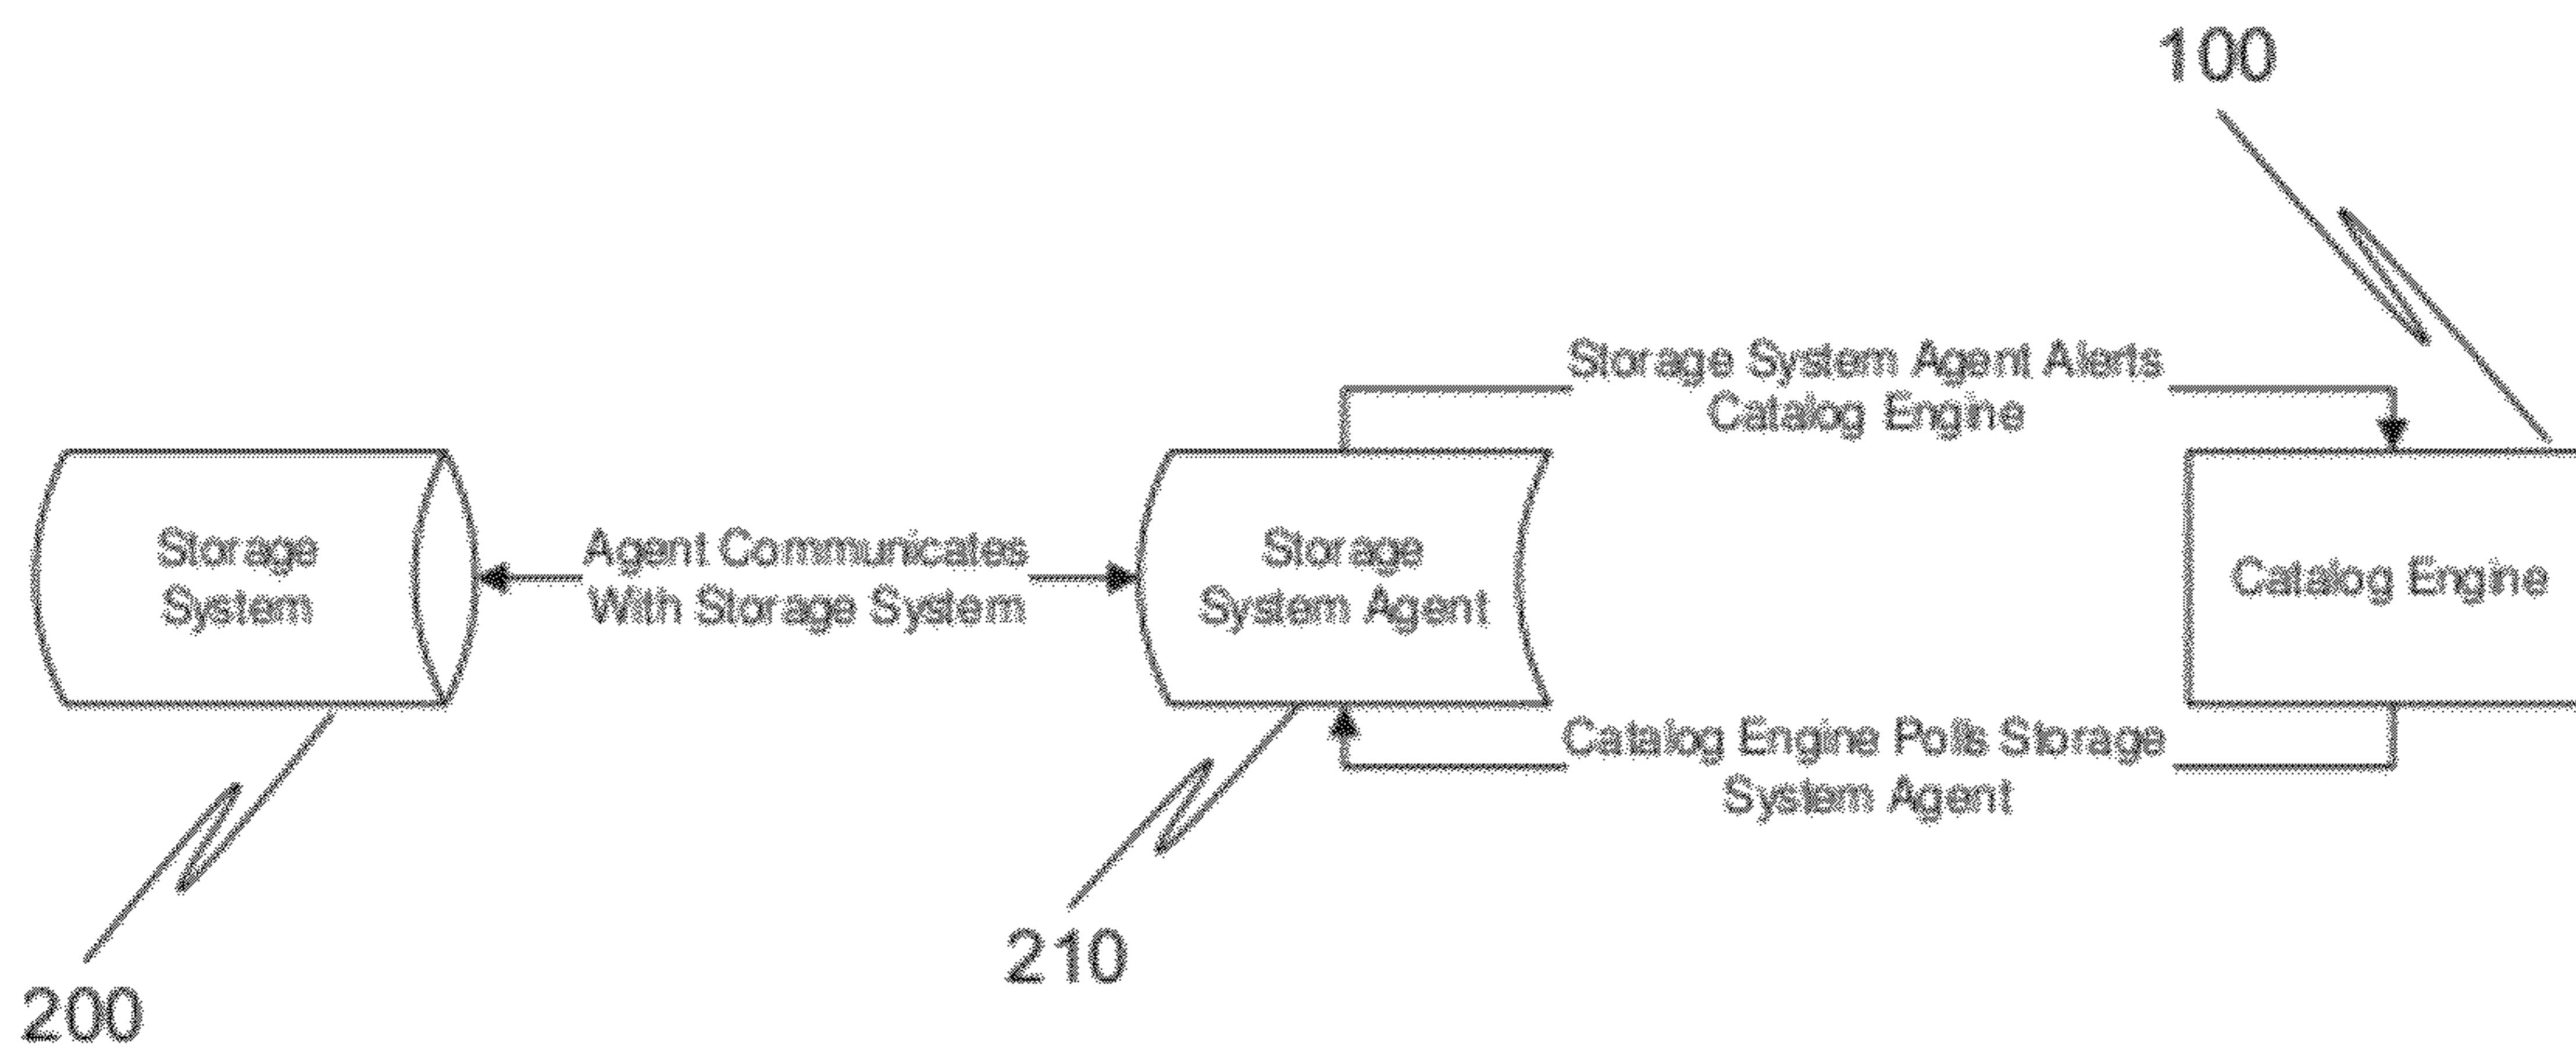 100
Storage System Agent Alerts
Catalog Engine
Storage
System
Agent Communicates
With Storage System
Storage
System Agent
Catalog Engine
Catalog Engine Polls Storage
System Agent
210
200